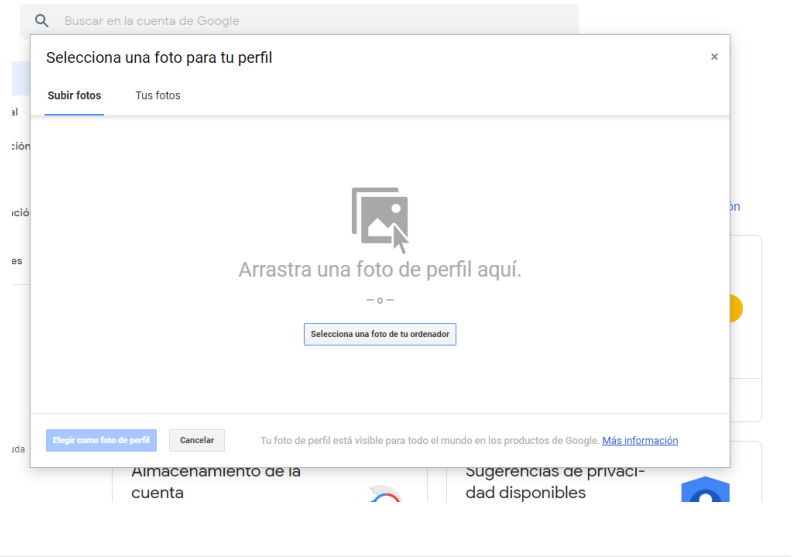 Buscar en la cuenta de Google
Selecciona una foto para tu perfil
×
Subir fotos Tus fotos
Arrastra una foto de perfil aquí.
— o —
Selecciona una foto de tu ordenador
Elegir como foto de perfil Cancelar Tu foto de perfil está visible para todo el mundo en los productos de Google. Más información
Almacenamiento de la Sugerencias de privaci-
cuenta dad disponibles